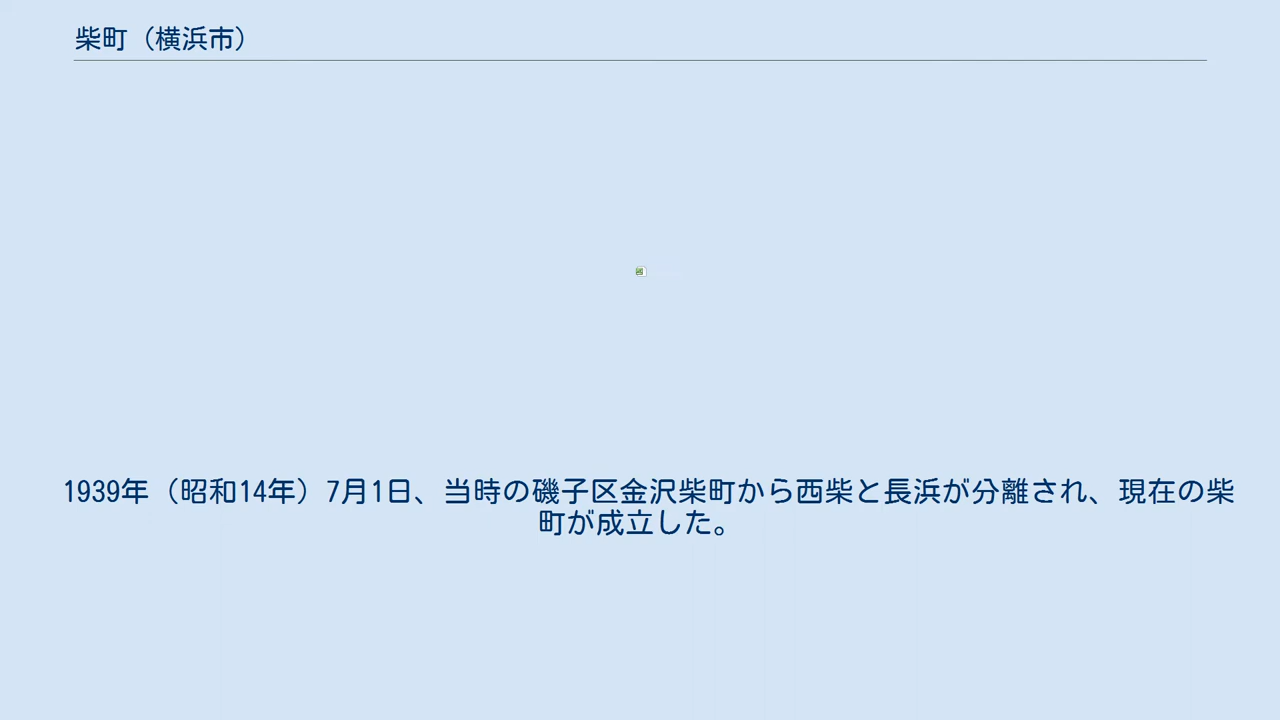 柴町（横浜市）
1939年（昭和14年）7月1日、当時の磯子区金沢柴町から西柴と長浜が分離され、現在の柴
町が成立した。